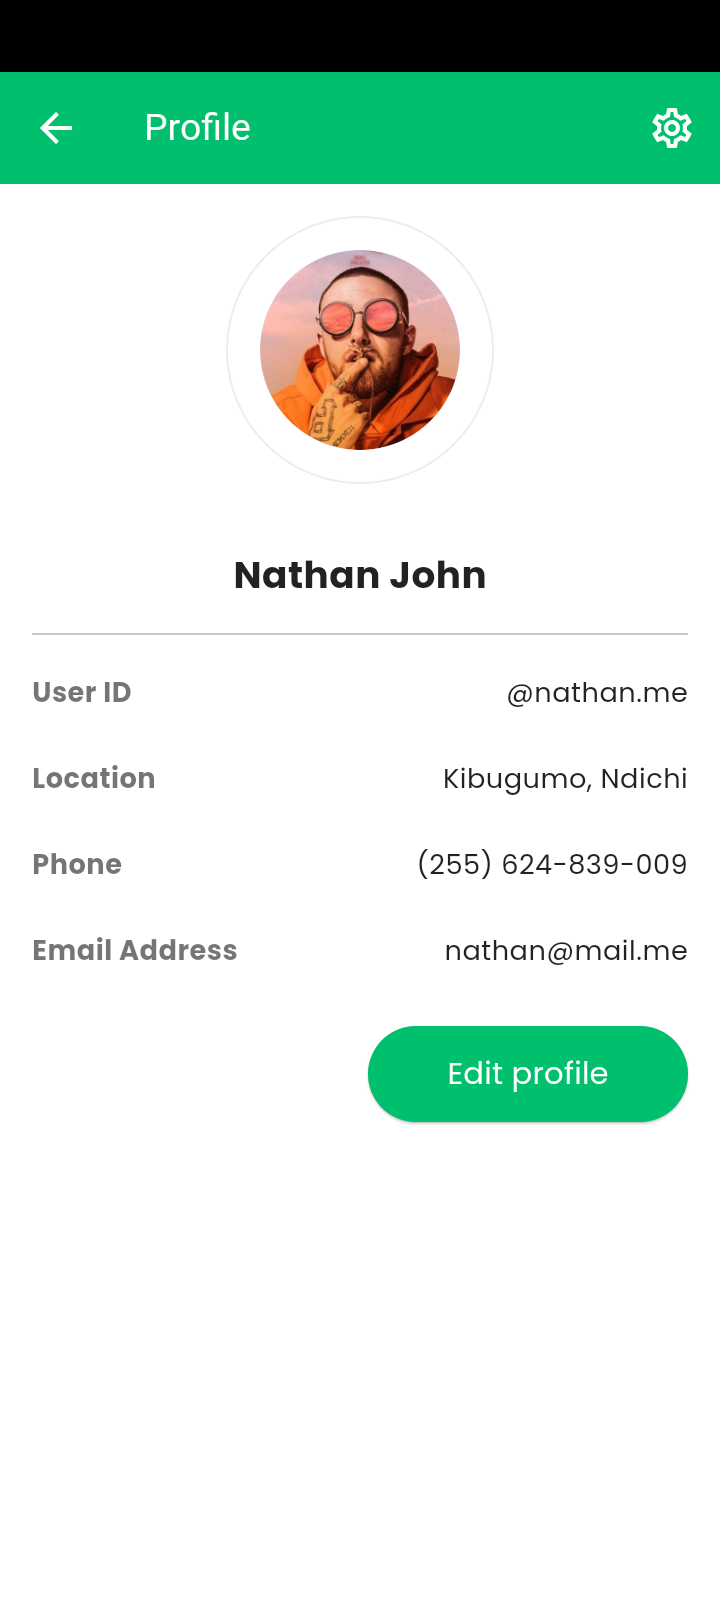 Profile
Nathan John
User ID
@nathan.me
Location
Kibugumo, Ndichi
Phone
(255) 624-839-009
Email Address
nathan@mail.me
Edit profile